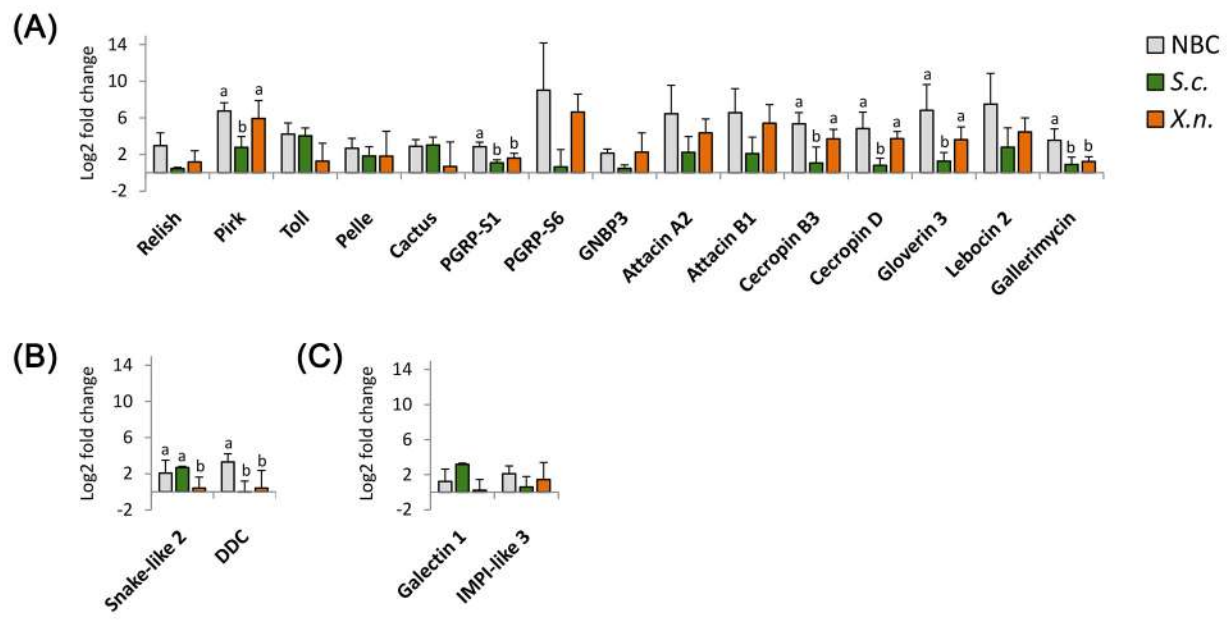 (A)
Log2 fold change
14
10
6
2
-2
a
b
a
a
b
b
a
b
a
a
b
a
a
b
a
a
b
b
Relish
Pirk
Toll
Pelle
Cactus
PGRP-S1
PGRP-S6
GNBP3
Attacin A2
Attacin B1
Cecropin B3
Cecropin D
Gloverin 3
Lebocin 2
Gallerimycin
NBC
S.c.
X.n.
(B)
Log2 fold change
14
10
6
2
-2
a
a
b
a
b
b
Snake-like 2
DDC
(C)
Log2 fold change
14
10
6
2
-2
Galectin 1
IMPI-like 3